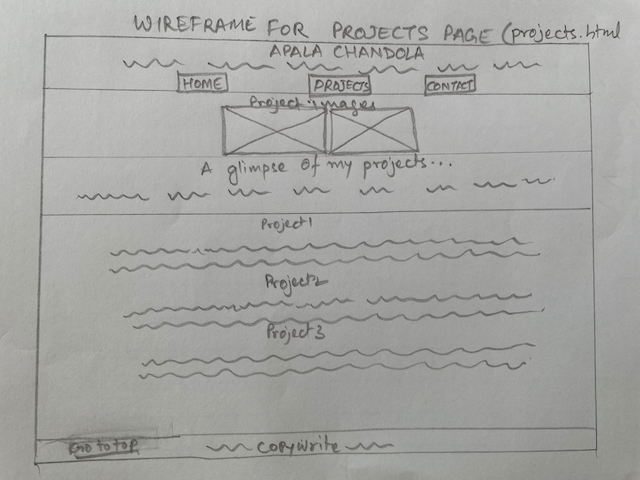 WIREFRAME FOR PROJECTS PAGE (projects.html
APALA CHANDOLA
HOME PROJECTS CONTACT
Project images
A glimpse of my projects...
Project1
Project2
Project3
Go to top copywrite